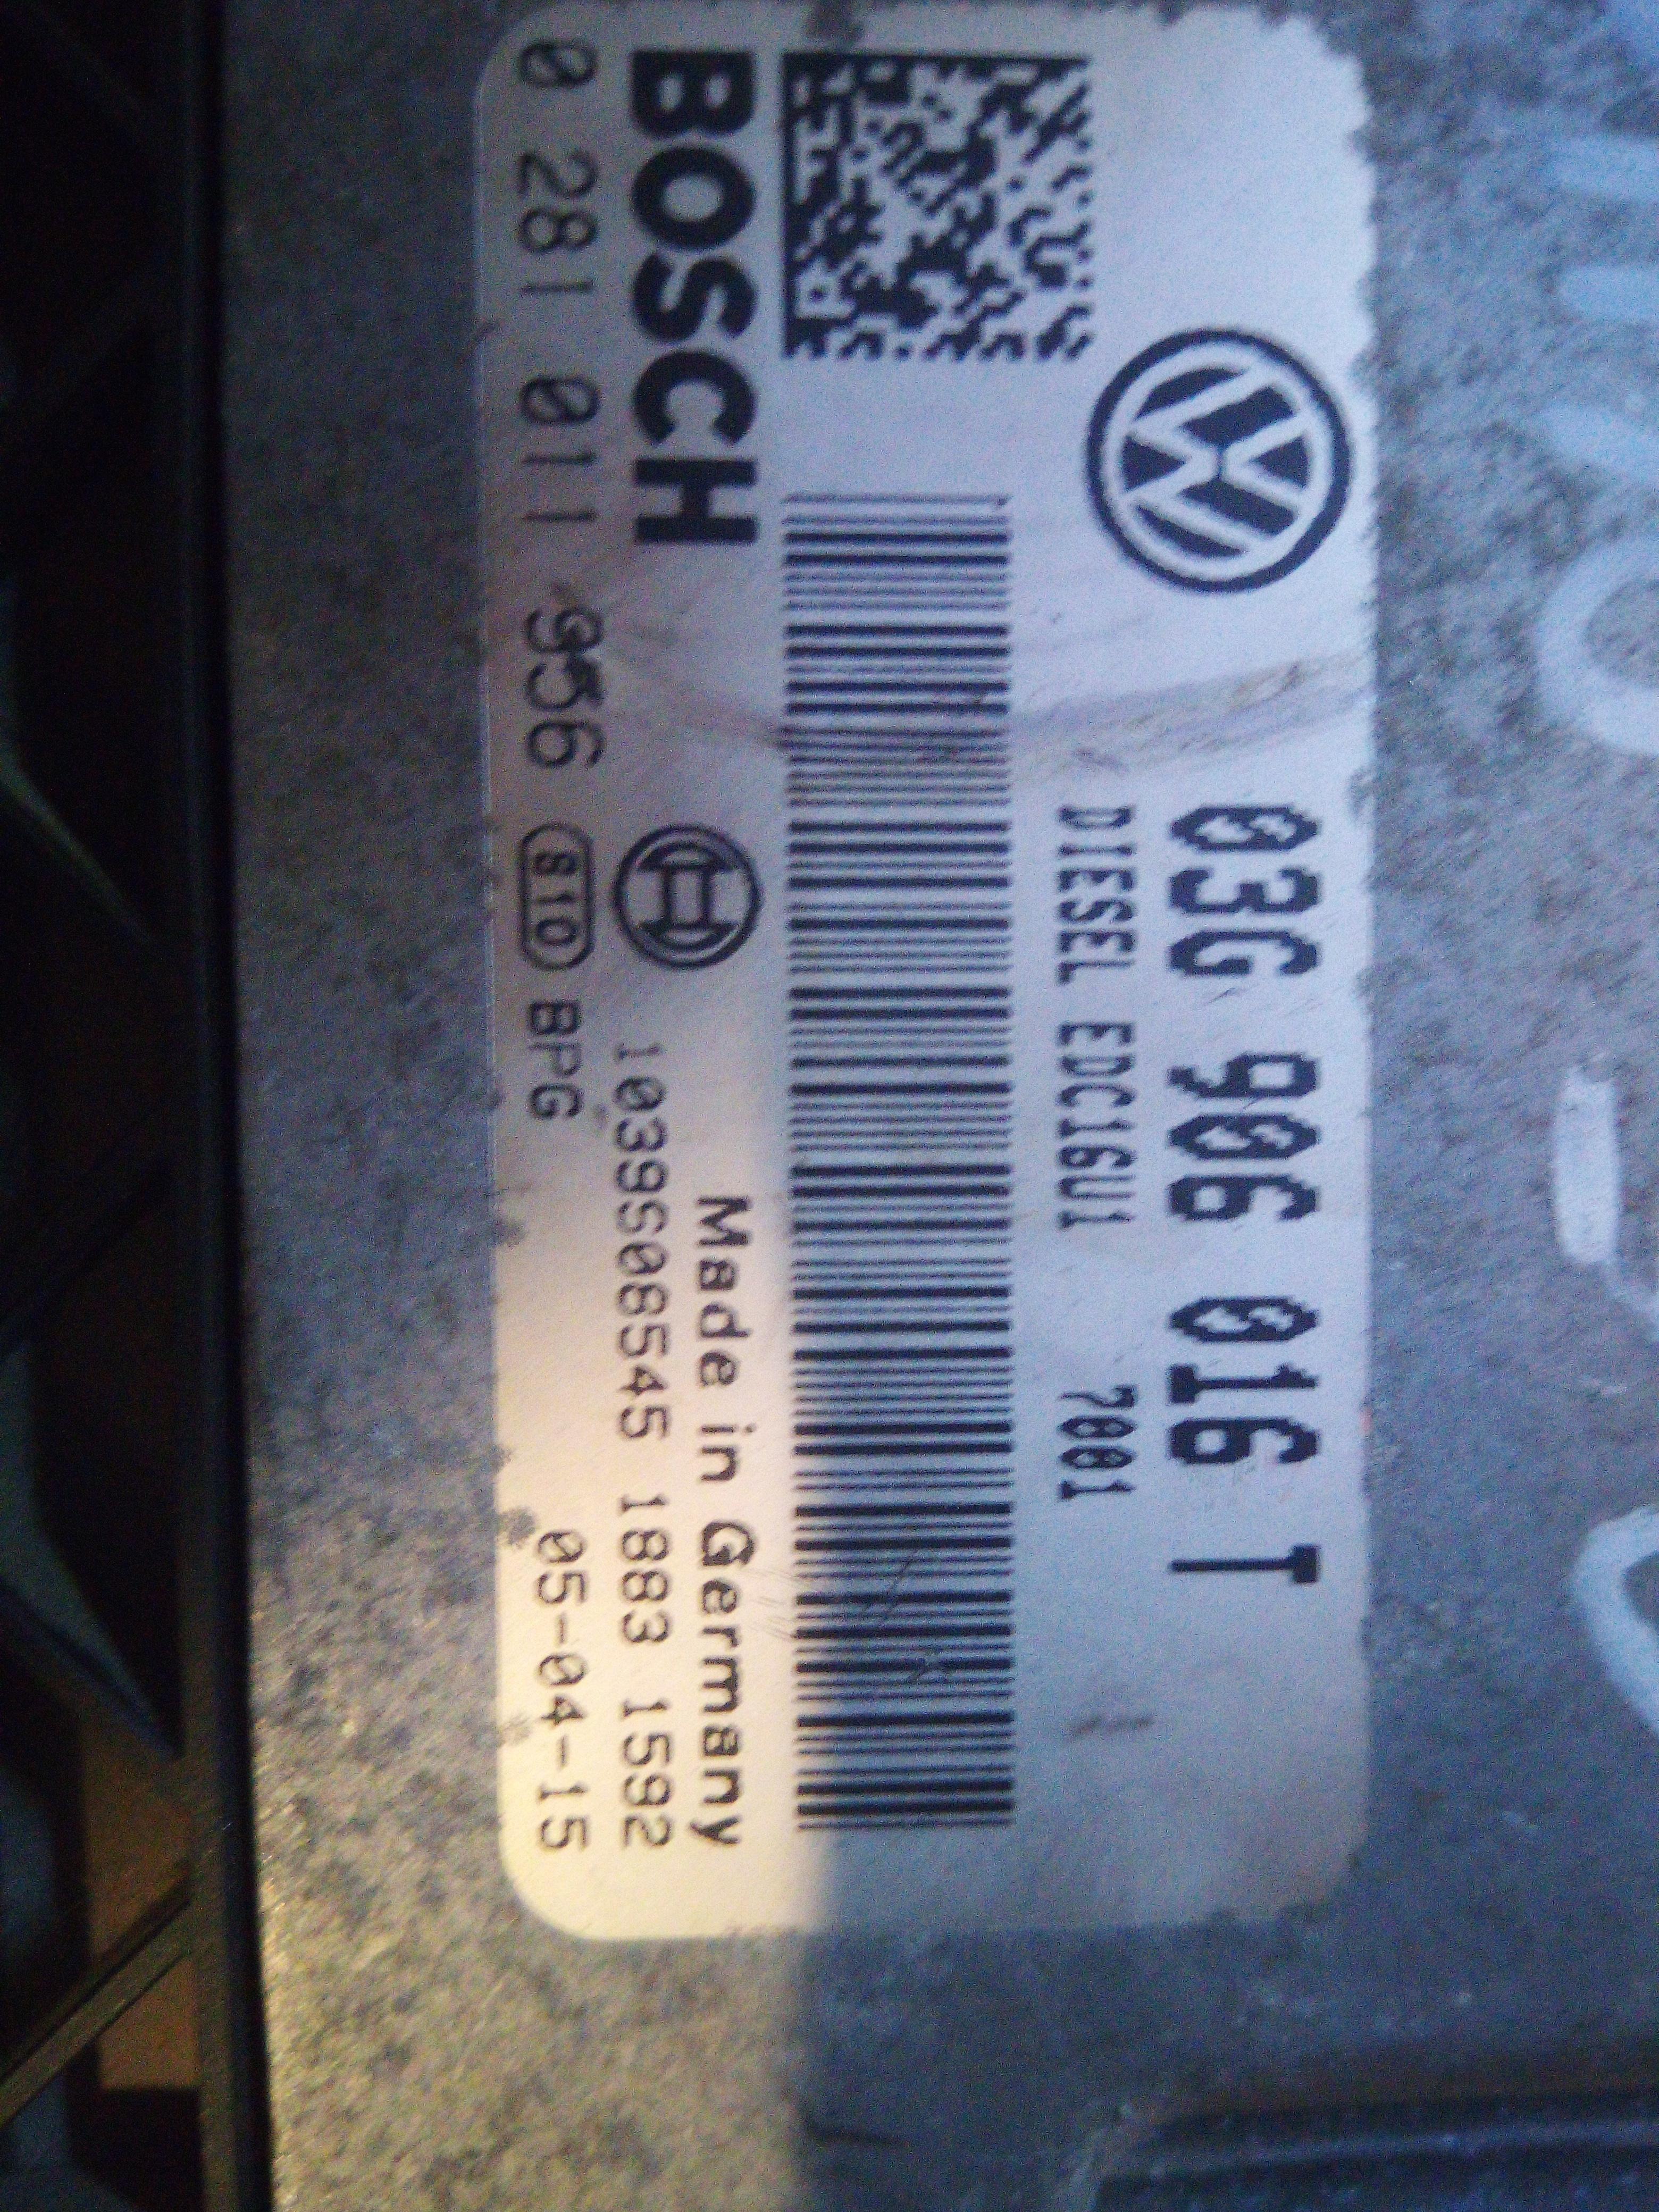 03G 906 016 T
DIESEL EDC16U1 7001
BOSCH
Made in Germany
1039S08545 1883 1592
0 281 011 956 S10 BPG 05-04-15